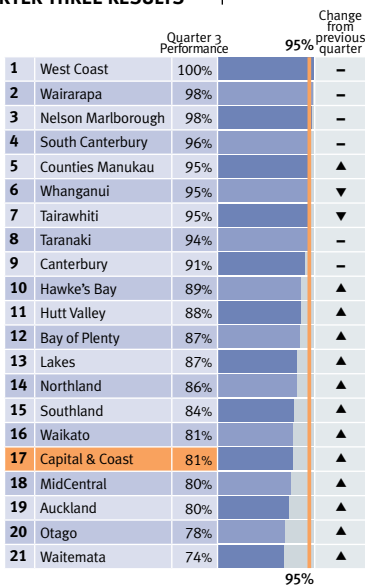 QUARTER THREE RESULTS
Change
from
previous
quarter
Quarter 3
Performance
95%
1 West Coast 100% –
2 Wairarapa 98% –
3 Nelson Marlborough 98% –
4 South Canterbury 96% –
5 Counties Manukau 95% ▲
6 Whanganui 95% ▼
7 Tairawhiti 95% ▼
8 Taranaki 94% –
9 Canterbury 91% –
10 Hawke’s Bay 89% ▲
11 Hutt Valley 88% ▲
12 Bay of Plenty 87% ▲
13 Lakes 87% ▲
14 Northland 86% ▲
15 Southland 84% ▲
16 Waikato 81% ▲
17 Capital & Coast 81% ▲
18 MidCentral 80% ▲
19 Auckland 80% ▲
20 Otago 78% ▲
21 Waitemata 74% ▲
95%